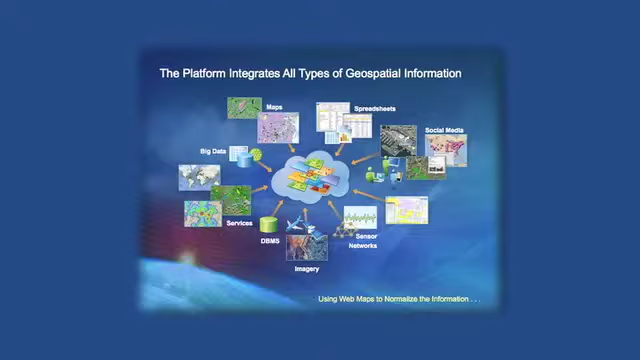 The Platform Integrates All Types of Geospatial Information
Maps
Spreadsheets
Social Media
Big Data
Services
DBMS
Sensor
Networks
Imagery
Using Web Maps to Normalize the Information . . .